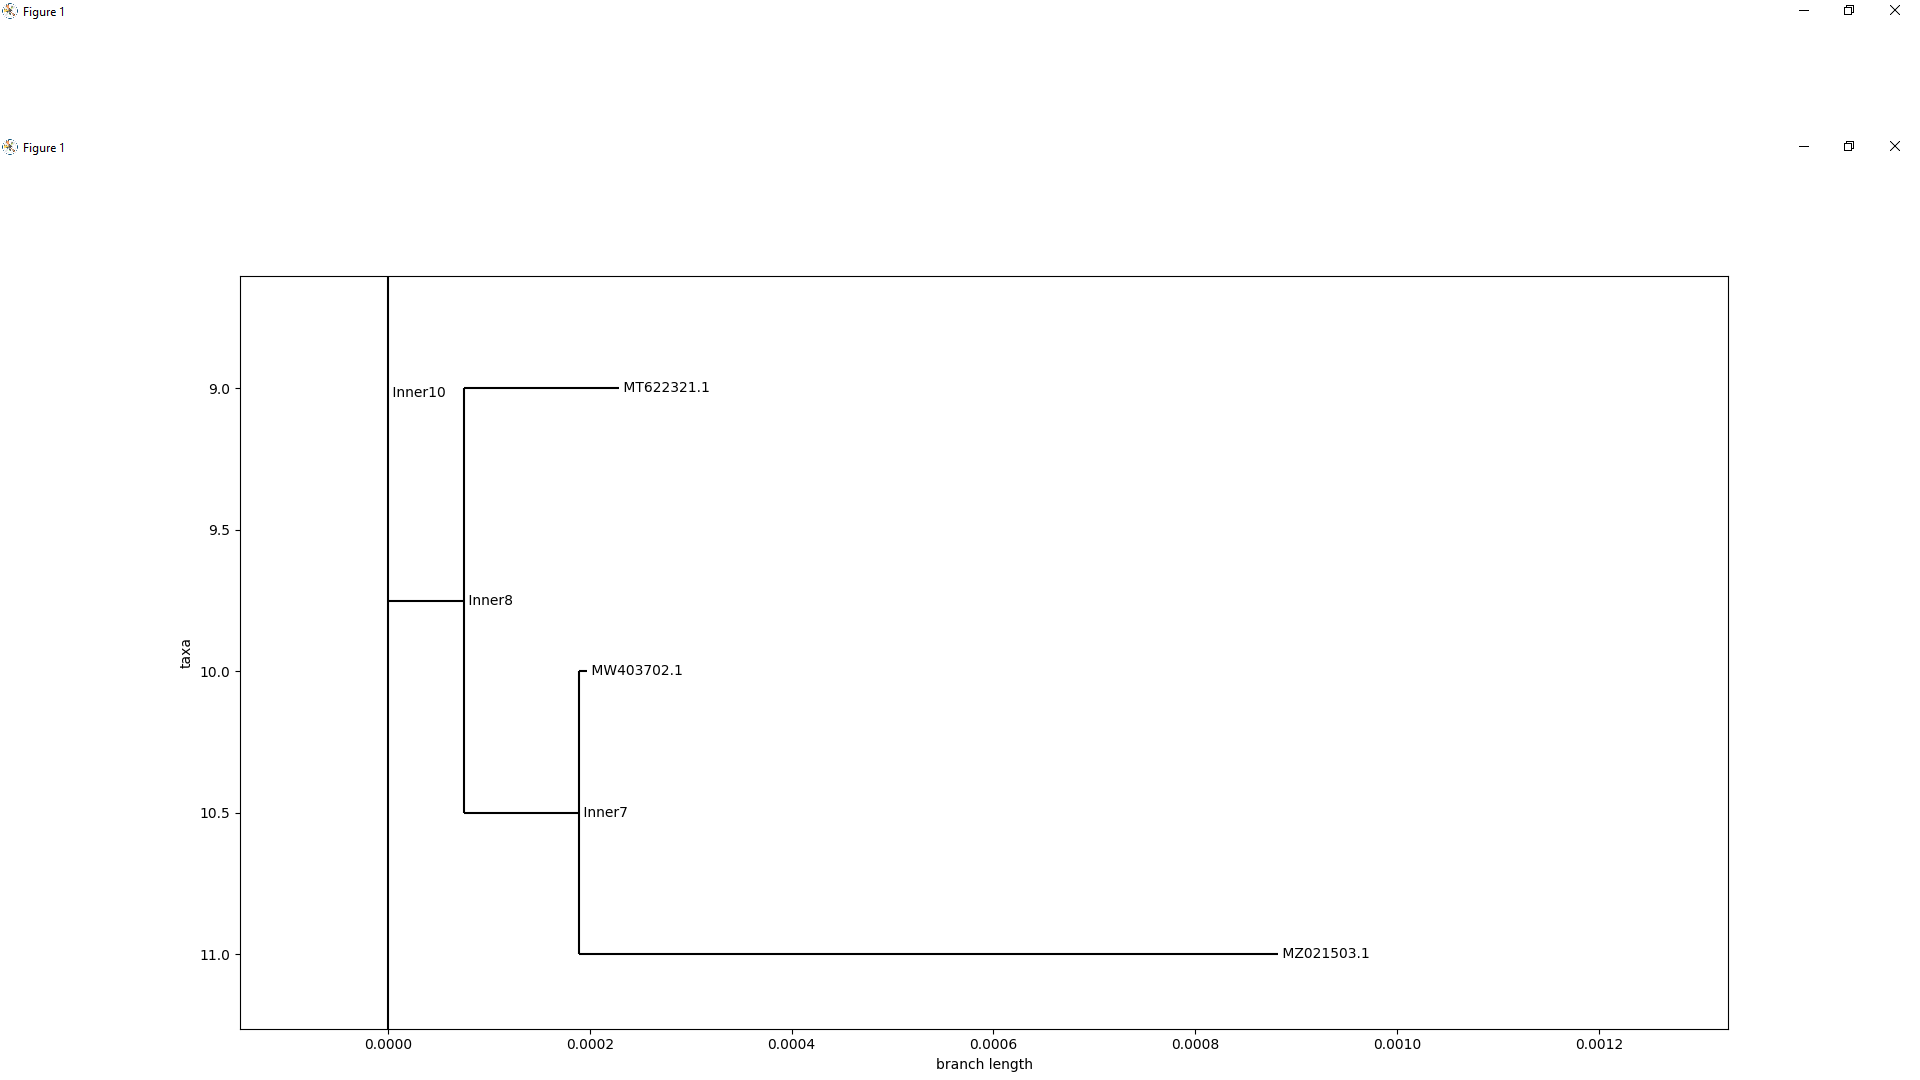 Figure 1
Figure 1
Inner10
9.0
MT622321.1
9.5
Inner8
taxa
10.0
MW403702.1
10.5
Inner7
11.0
MZ021503.1
0.0000 0.0002 0.0004 0.0006 0.0008 0.0010 0.0012
branch length